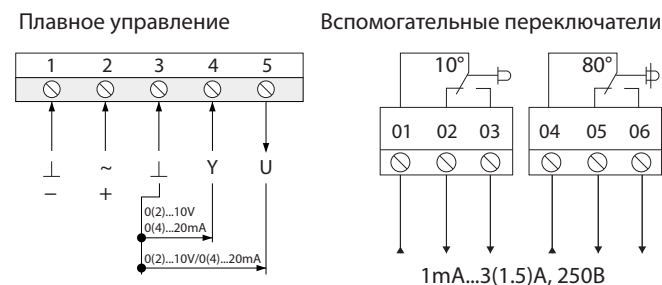 Плавное управление
Вспомогательные переключатели
1 2 3 4 5
~ Y U
− +
0(2)...10V
0(4)...20mA
0(2)...10V/0(4)...20mA
10° 80°
01 02 03 04 05 06
1mA...3(1.5)A, 250В